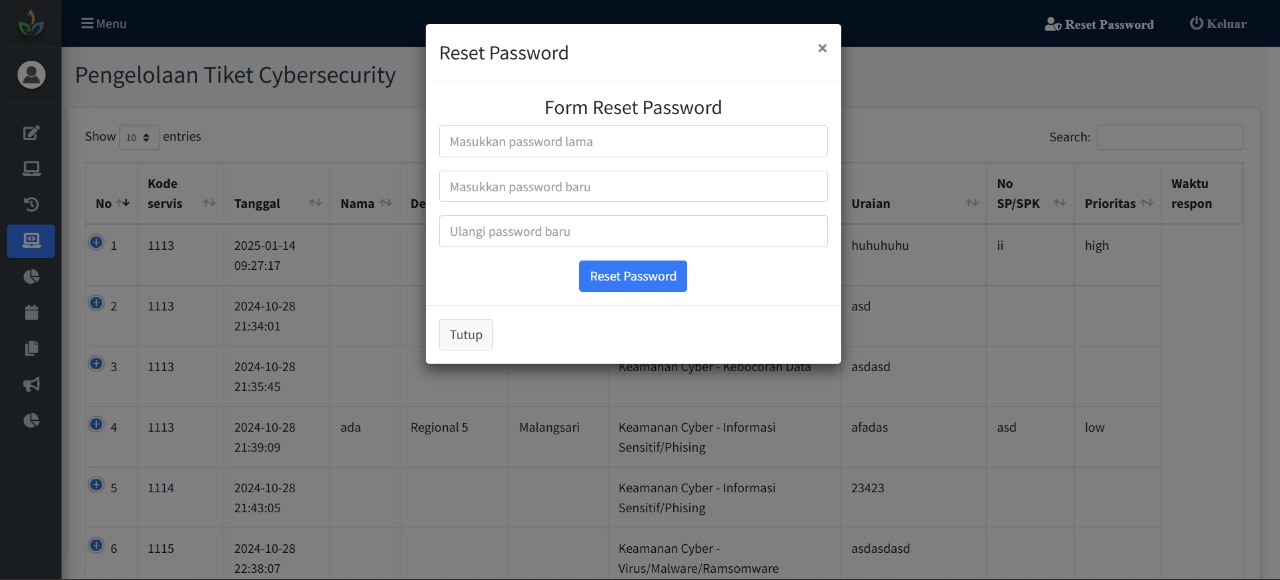 Menu
Reset Password
Keluar
Pengelolaan Tiket Cybersecurity
Reset Password
×
Form Reset Password
Masukkan password lama
Masukkan password baru
Ulangi password baru
Reset Password
Tutup
Show 10 entries
Search:
No Kode servis Tanggal Nama De Uraian No SP/SPK Prioritas Waktu respon
1 1113 2025-01-14 huhuhuhu ii high
09:27:17
2 1113 2024-10-28 asd
21:34:01
3 1113 2024-10-28 Keamanan Cyber - Kebocoran Data asdasd
21:35:45
4 1113 2024-10-28 ada Regional 5 Malangsari Keamanan Cyber - Informasi afadas asd low
21:39:09 Sensitif/Phising
5 1114 2024-10-28 Keamanan Cyber - Informasi 23423
21:43:05 Sensitif/Phising
6 1115 2024-10-28 Keamanan Cyber - asdasdasd
22:38:07 Virus/Malware/Ramsomware